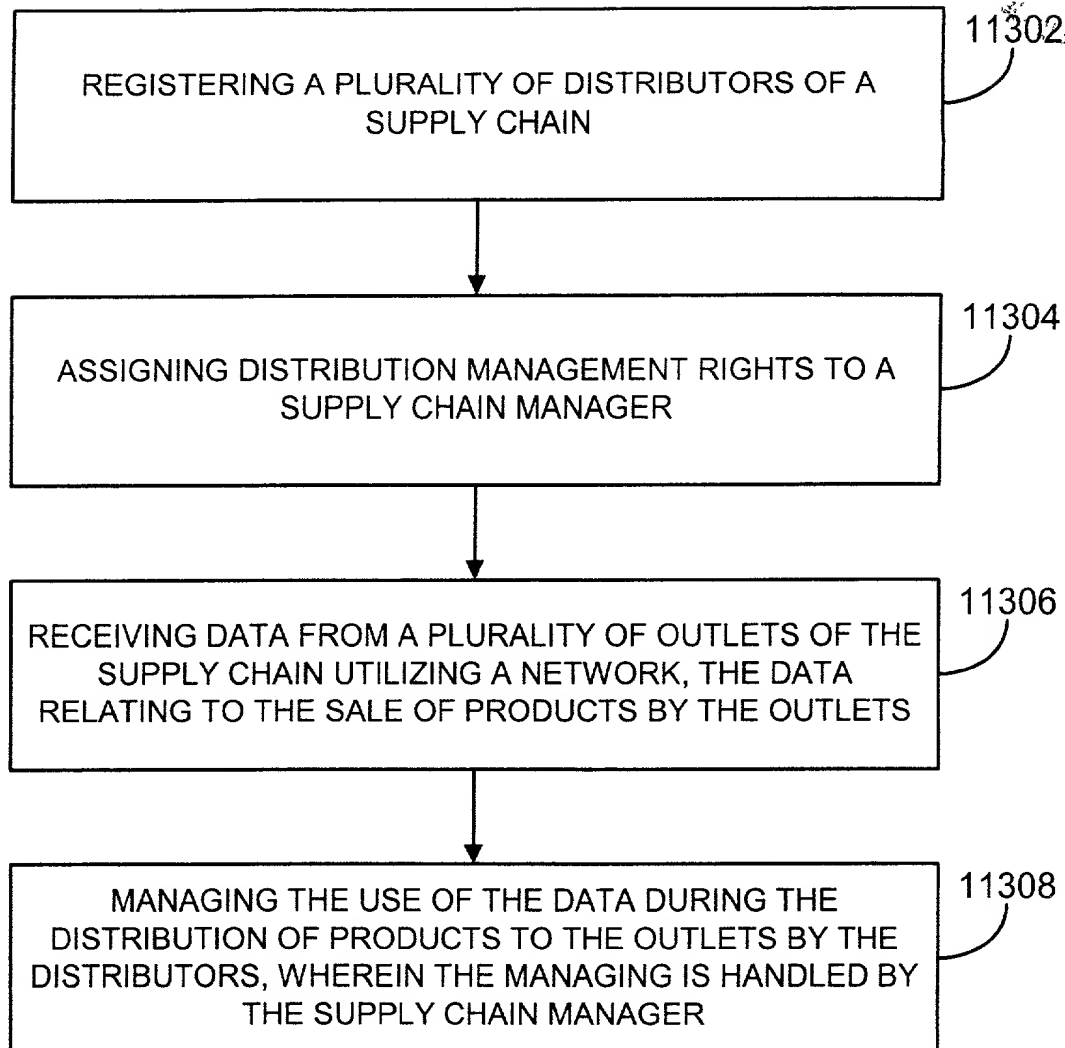 11302
REGISTERING A PLURALITY OF DISTRIBUTORS OF A
SUPPLY CHAIN
11304
ASSIGNING DISTRIBUTION MANAGEMENT RIGHTS TO A
SUPPLY CHAIN MANAGER
11306
RECEIVING DATA FROM A PLURALITY OF OUTLETS OF THE
SUPPLY CHAIN UTILIZING A NETWORK, THE DATA
RELATING TO THE SALE OF PRODUCTS BY THE OUTLETS
11308
MANAGING THE USE OF THE DATA DURING THE
DISTRIBUTION OF PRODUCTS TO THE OUTLETS BY THE
DISTRIBUTORS, WHEREIN THE MANAGING IS HANDLED BY
THE SUPPLY CHAIN MANAGER